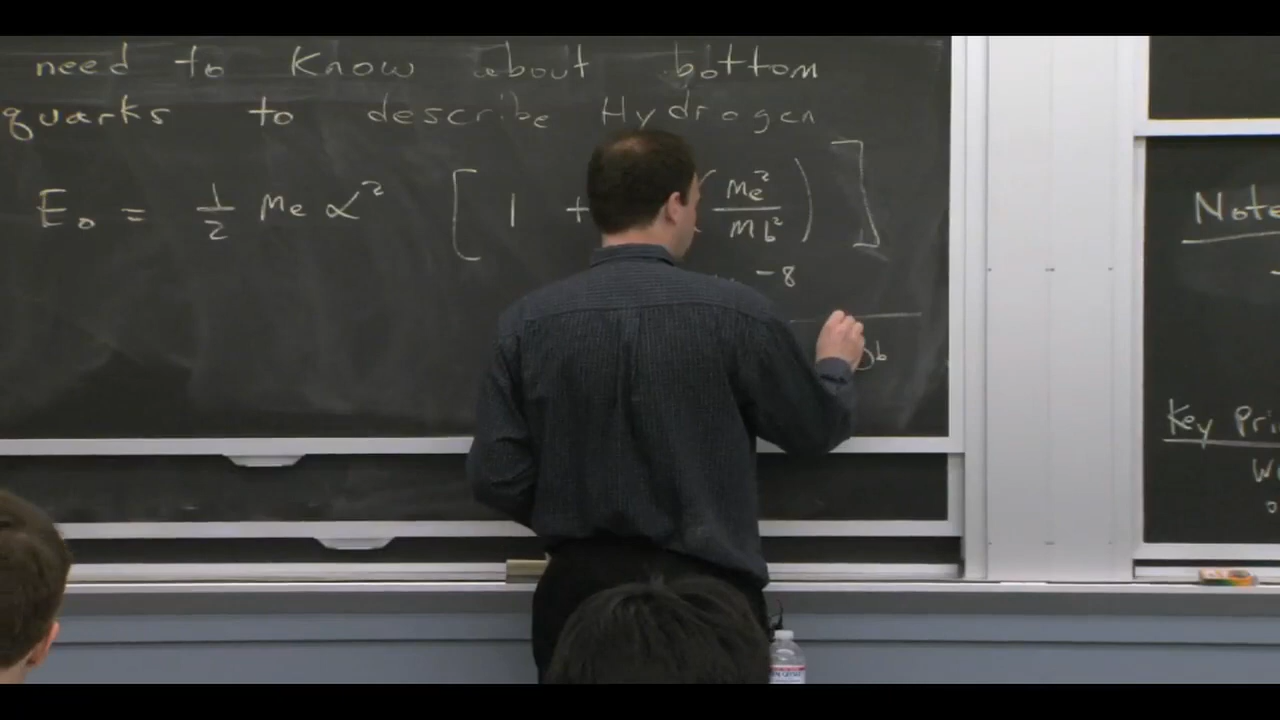 need to know about bottom
quarks to describe Hydrogen
E₀ = 1/2 me α² [ 1 + ( me²/mb² ) ]
-8
b
Note
Key Pri
W
o